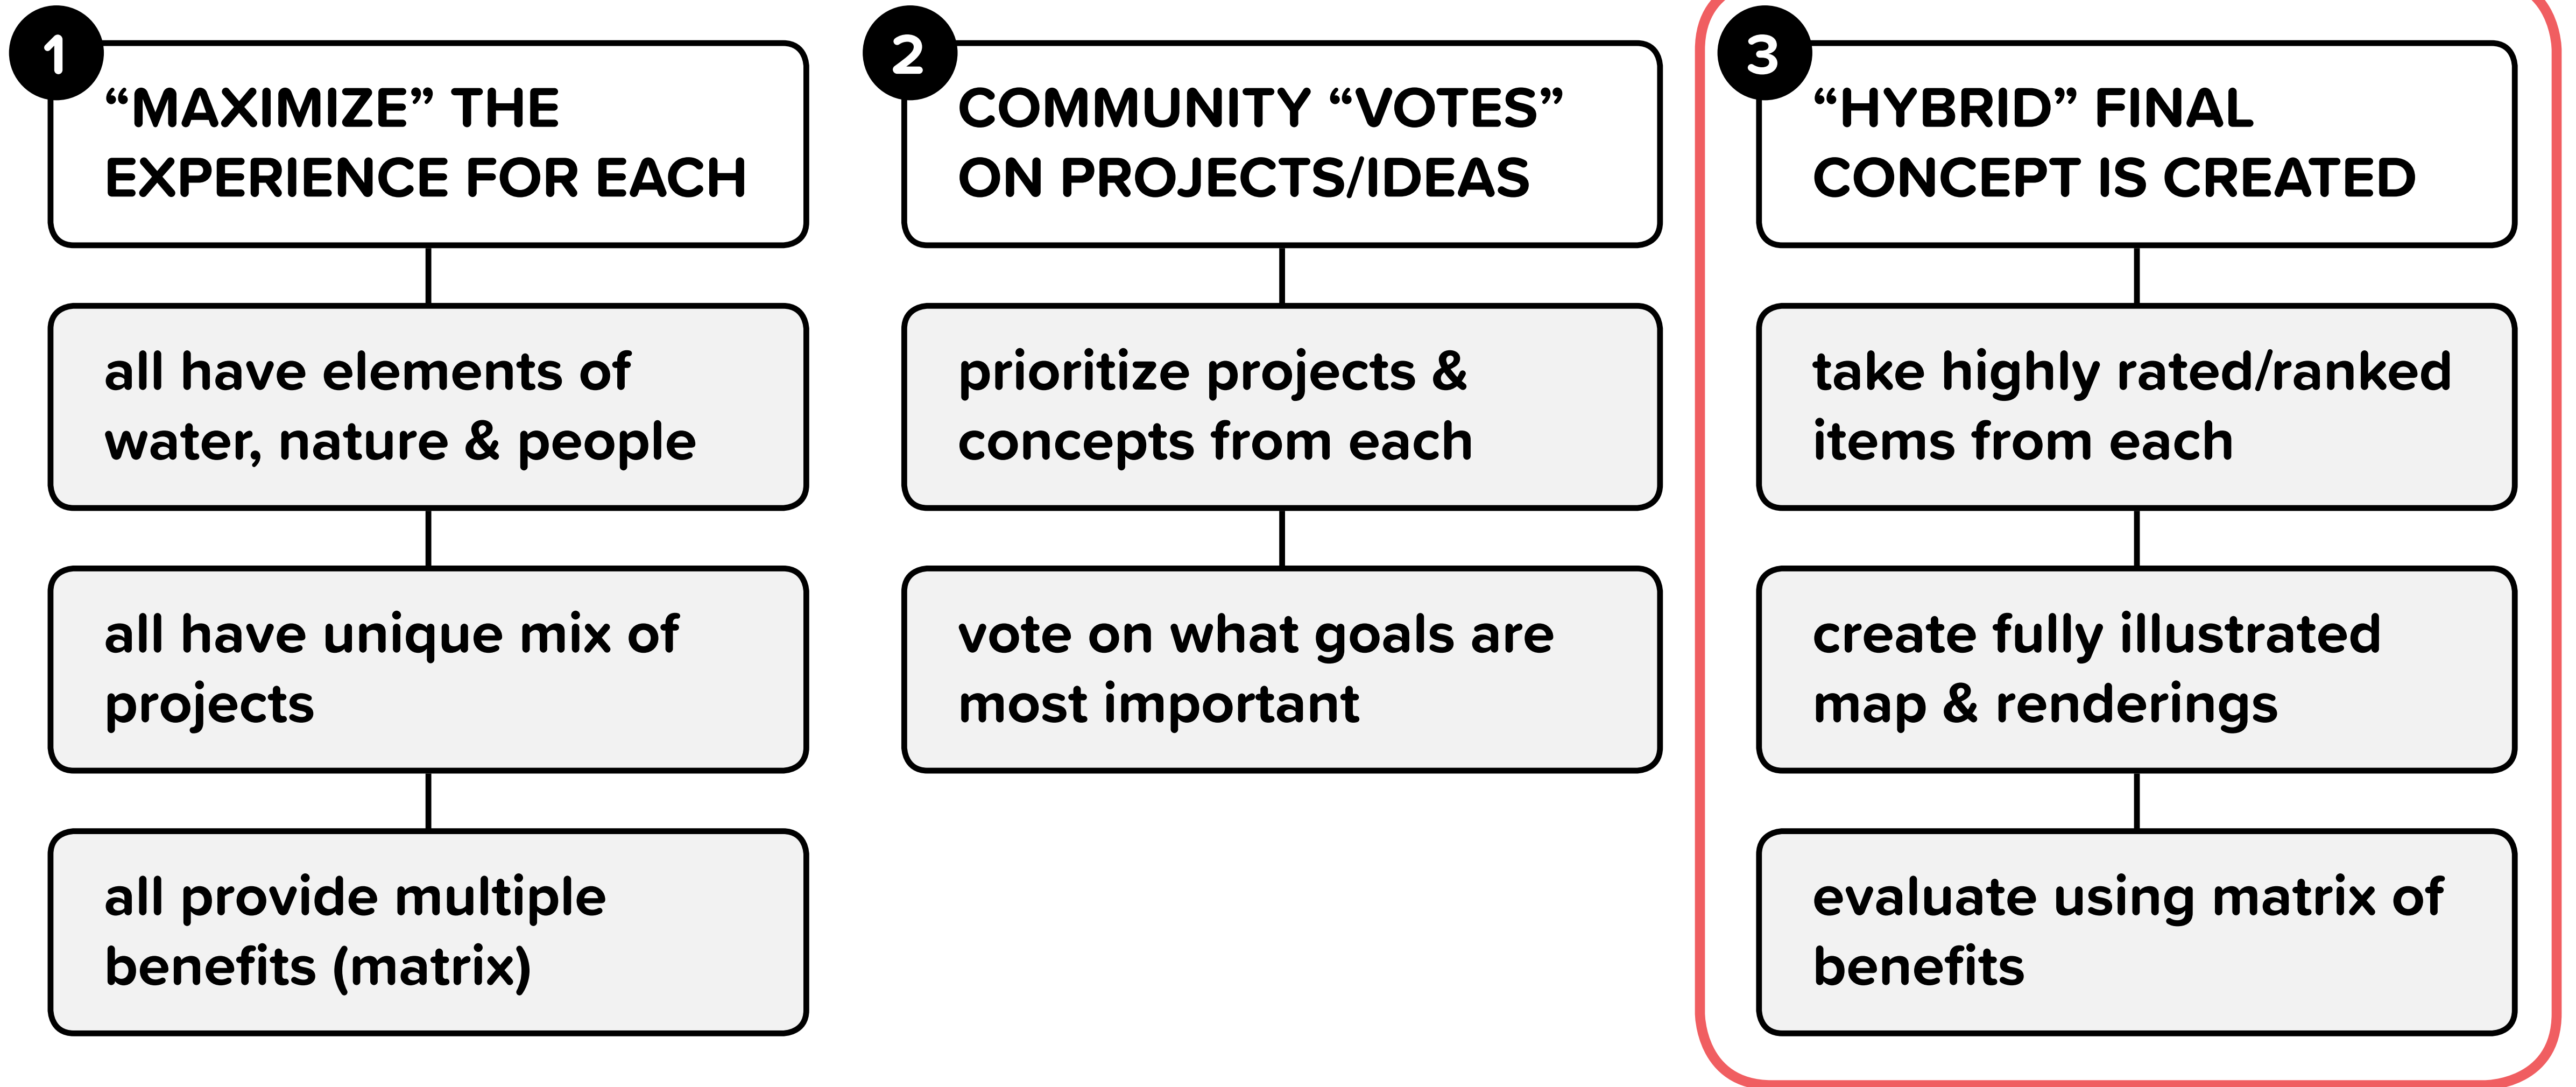 1
“MAXIMIZE” THE
EXPERIENCE FOR EACH
all have elements of
water, nature & people
all have unique mix of
projects
all provide multiple
benefits (matrix)
2
COMMUNITY “VOTES”
ON PROJECTS/IDEAS
prioritize projects &
concepts from each
vote on what goals are
most important
3
“HYBRID” FINAL
CONCEPT IS CREATED
take highly rated/ranked
items from each
create fully illustrated
map & renderings
evaluate using matrix of
benefits